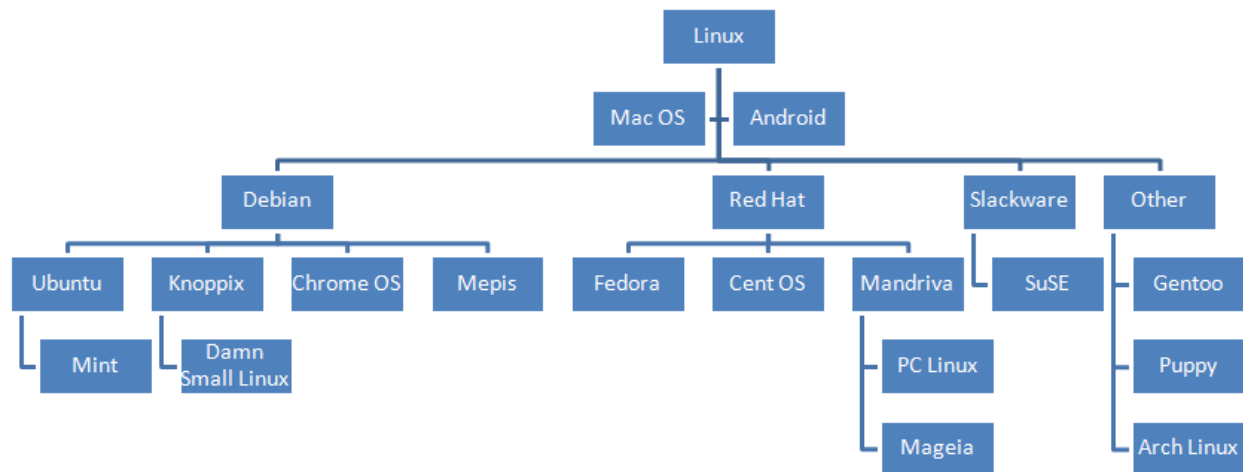 Linux
Mac OS
Android
Debian
Red Hat
Slackware
Other
Ubuntu
Knoppix
Chrome OS
Mepis
Fedora
Cent OS
Mandriva
SuSE
Gentoo
Mint
Damn
Small Linux
PC Linux
Puppy
Mageia
Arch Linux